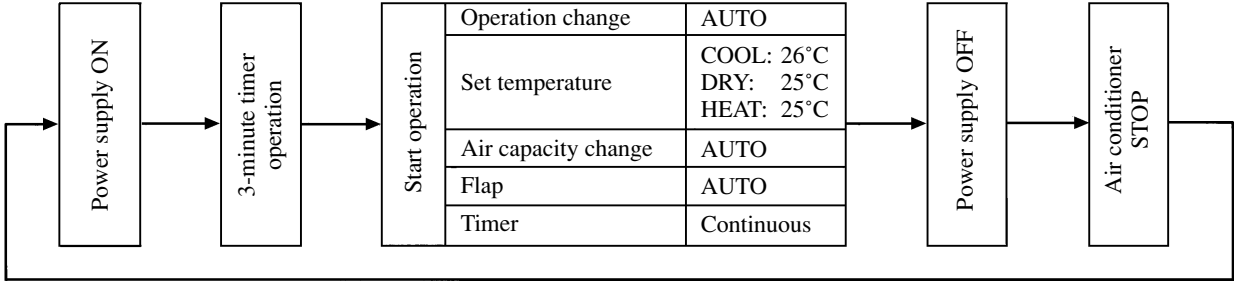 Power supply ON
3-minute timer
operation
Start operation
Operation change AUTO
Set temperature
COOL: 26˚C
DRY: 25˚C
HEAT: 25˚C
Air capacity change AUTO
Flap AUTO
Timer Continuous
Power supply OFF
Air conditioner
STOP